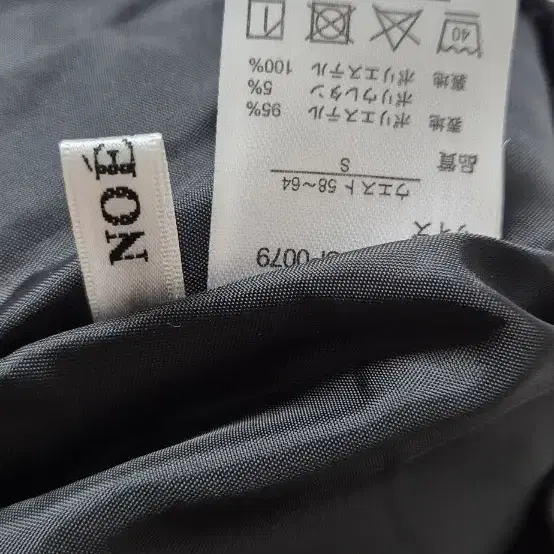 NOE
0079
サイズ
ウエスト 58～64
S
品質
表地 ポリエステル 95%
ポリウレタン 5%
裏地 ポリエステル 100%
40